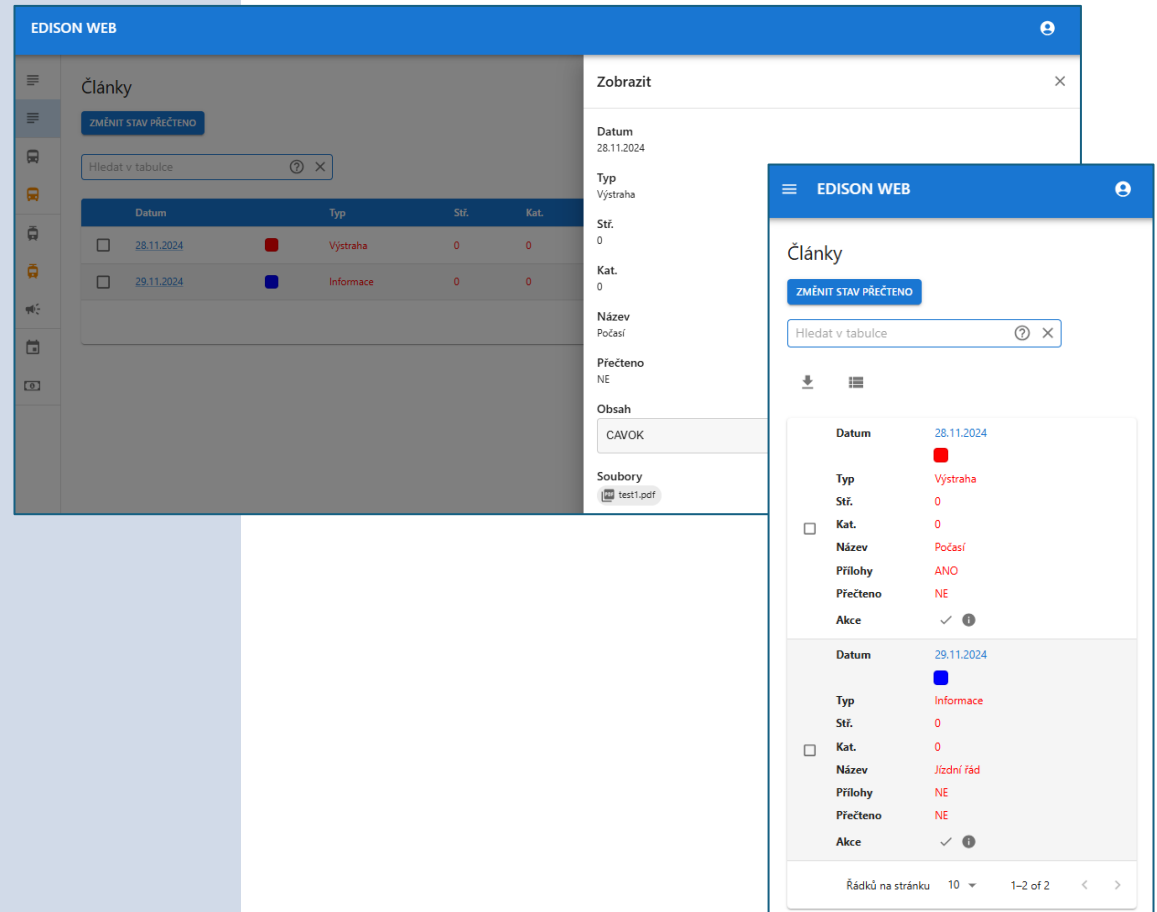 EDISON WEB
Články
ZMĚNIT STAV PŘEČTENO
Hledat v tabulce
Datum Typ Stř. Kat.
28.11.2024 Výstraha 0 0
29.11.2024 Informace 0 0
Zobrazit
Datum
28.11.2024
Typ
Výstraha
Stř.
0
Kat.
0
Název
Počasí
Přečteno
NE
Obsah
CAVOK
Soubory
PDF test1.pdf
EDISON WEB
Články
ZMĚNIT STAV PŘEČTENO
Hledat v tabulce
Datum 28.11.2024
Typ Výstraha
Stř. 0
Kat. 0
Název Počasí
Přílohy ANO
Přečteno NE
Akce
Datum 29.11.2024
Typ Informace
Stř. 0
Kat. 0
Název Jízdní řád
Přílohy NE
Přečteno NE
Akce
Řádků na stránku 10 1–2 of 2